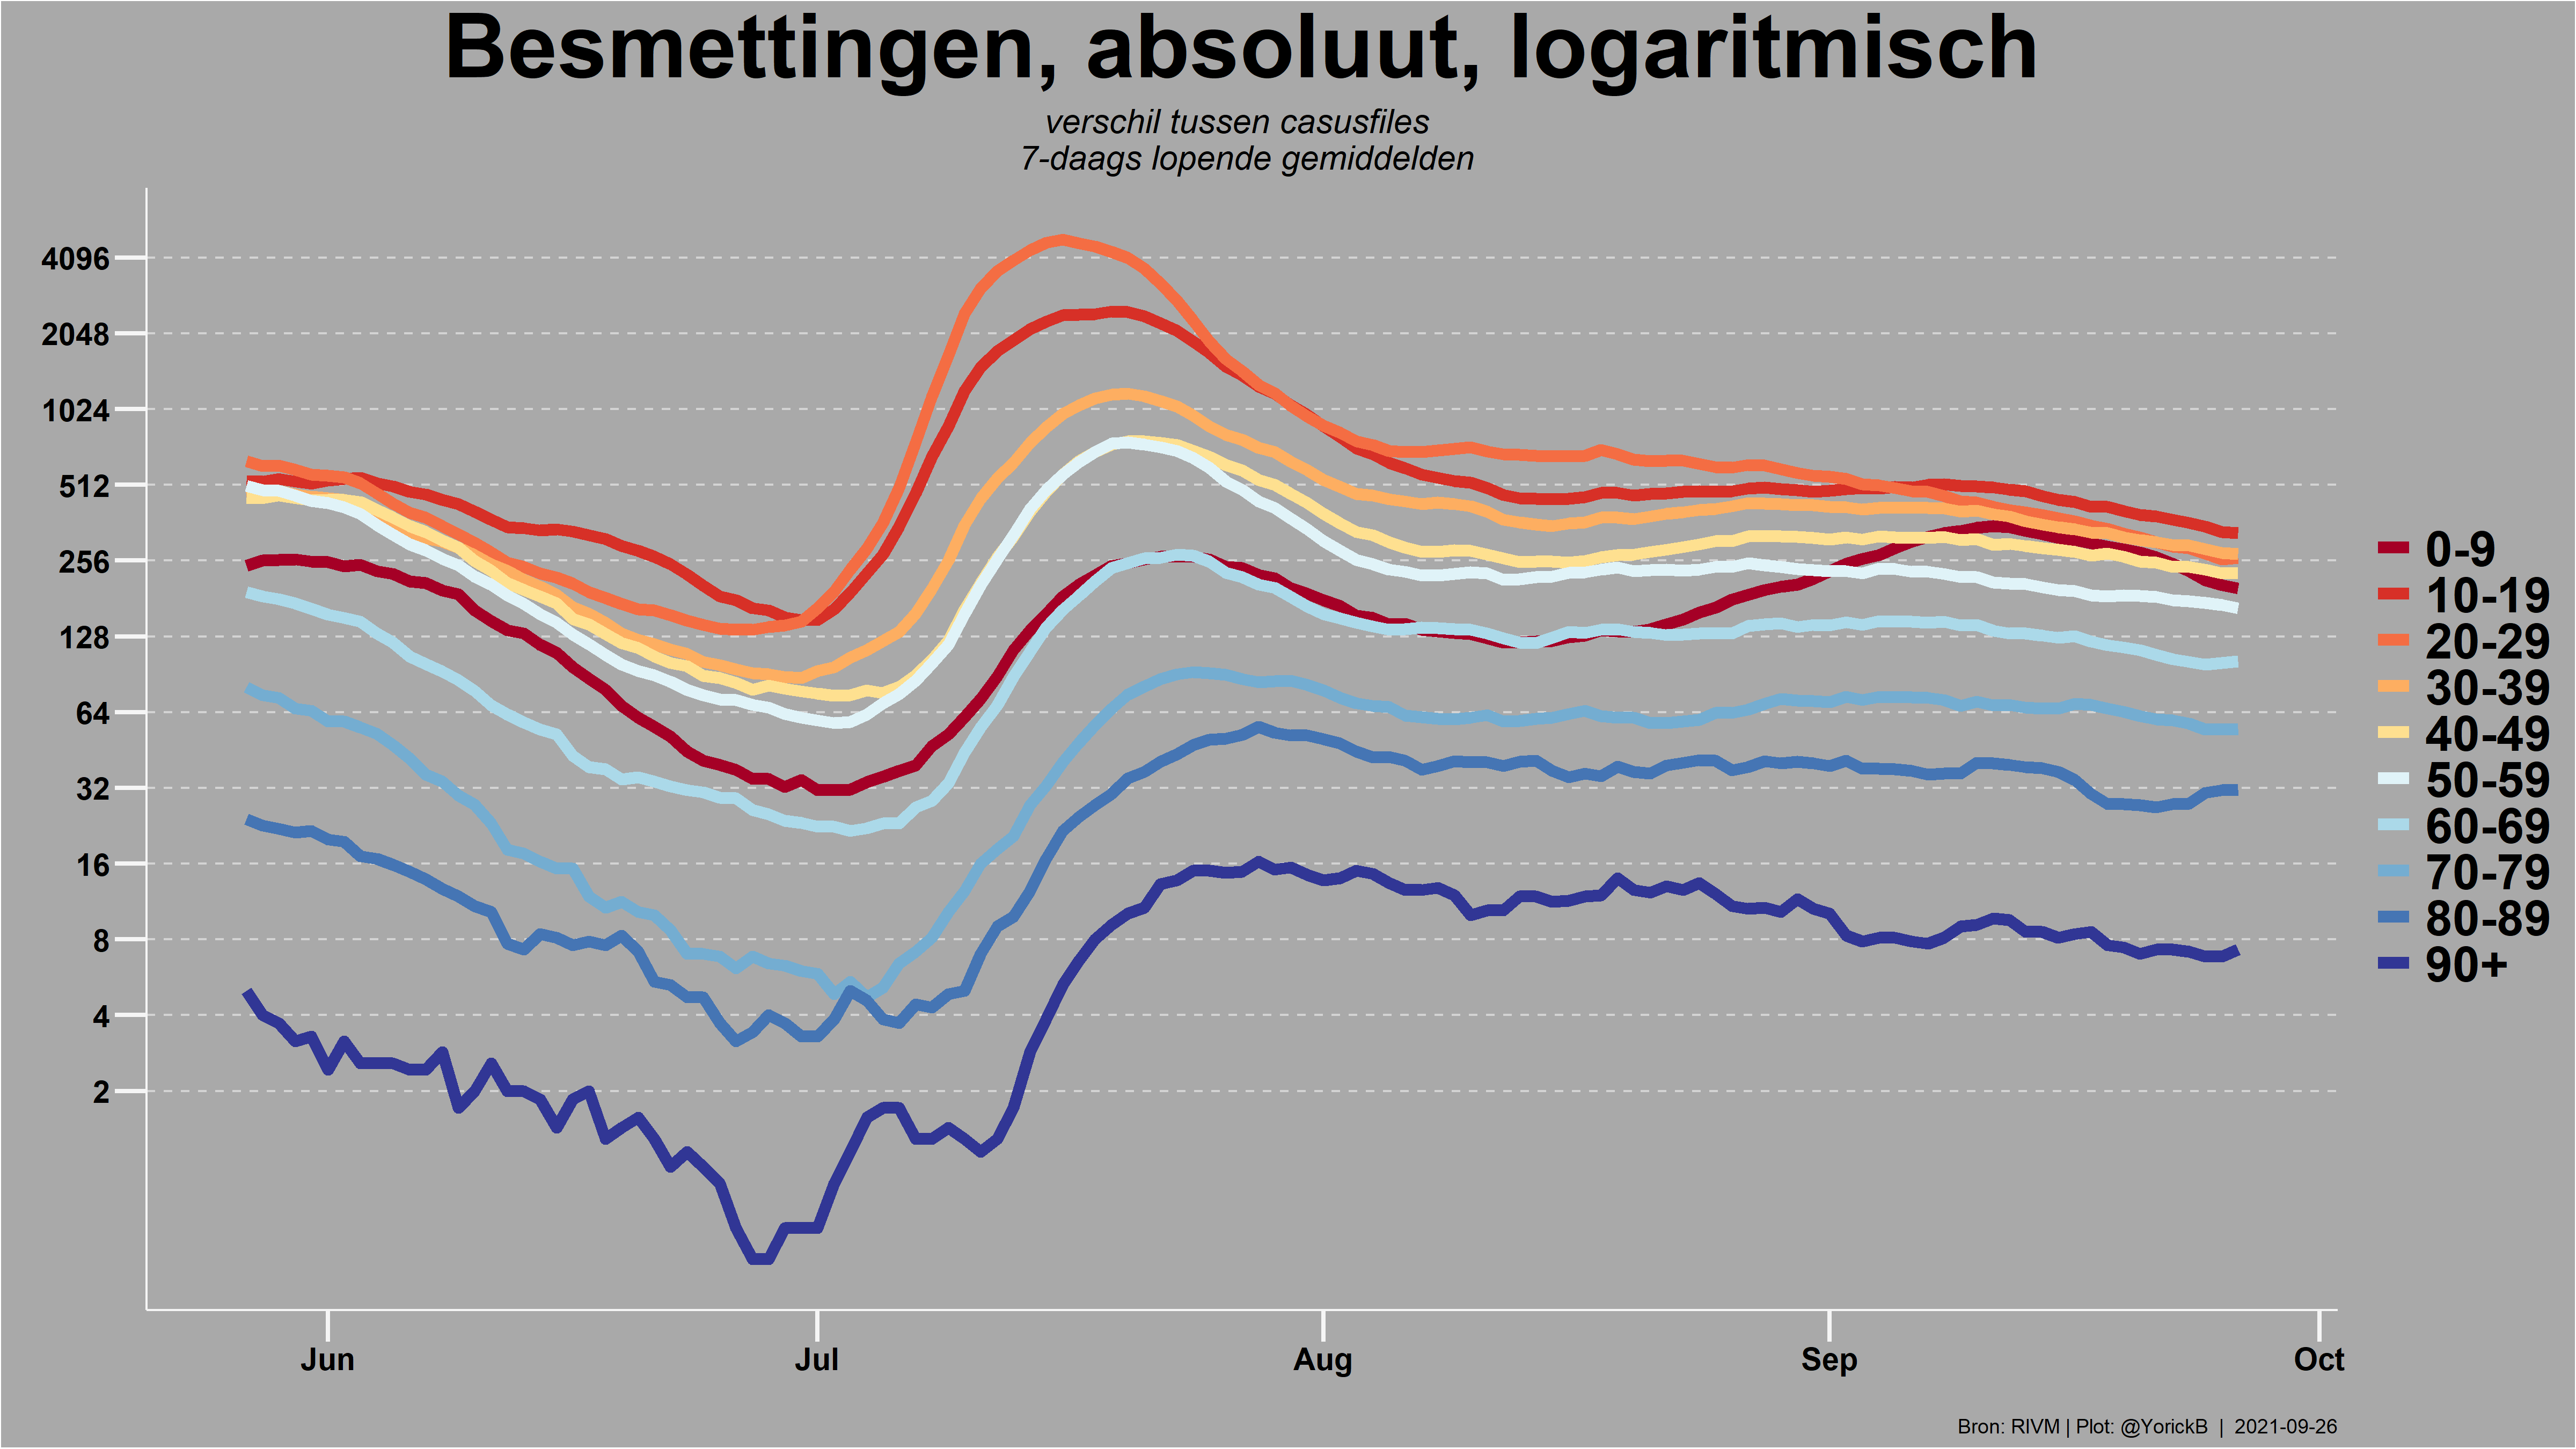 Besmettingen, absoluut, logaritmisch
verschil tussen casusfiles
7-daags lopende gemiddelden
4096
2048
1024
512
256
128
64
32
16
8
4
2
Jun
Jul
Aug
Sep
Oct
0-9
10-19
20-29
30-39
40-49
50-59
60-69
70-79
80-89
90+
Bron: RIVM | Plot: @YorickB | 2021-09-26